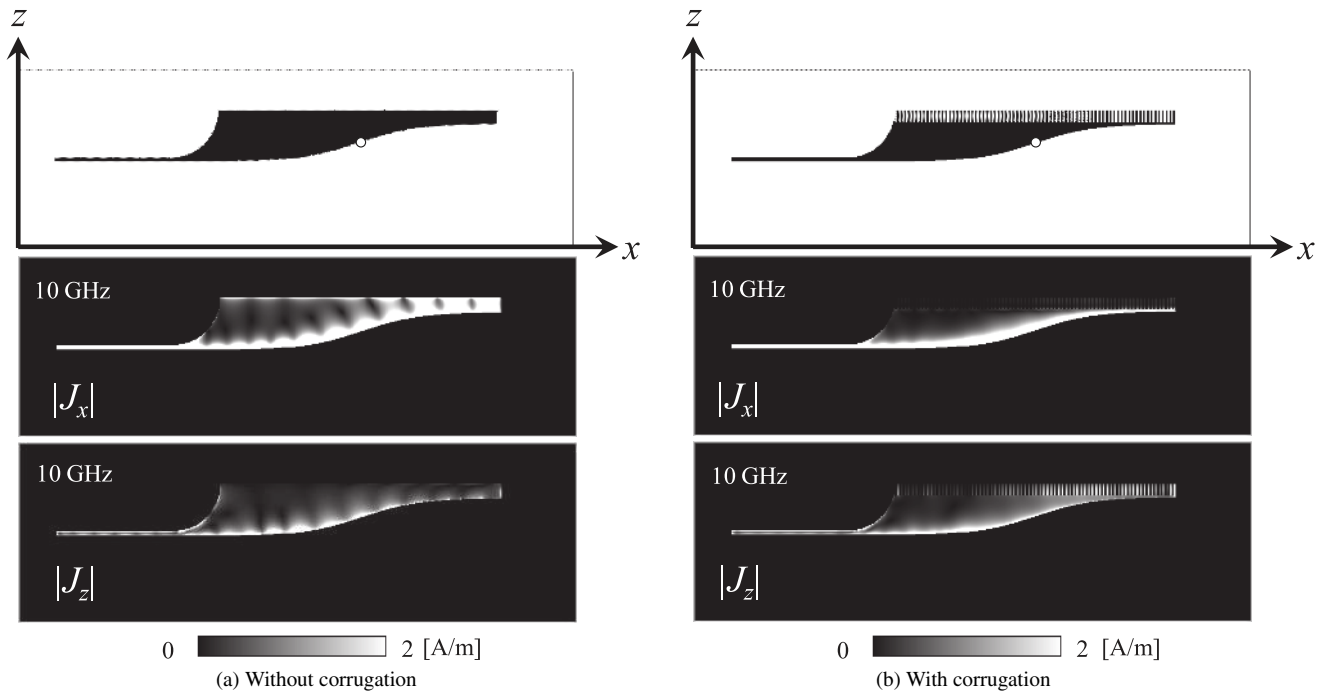 z
x
10 GHz
|Jx|
10 GHz
|Jz|
0 2 [A/m]
(a) Without corrugation
z
x
10 GHz
|Jx|
10 GHz
|Jz|
0 2 [A/m]
(b) With corrugation